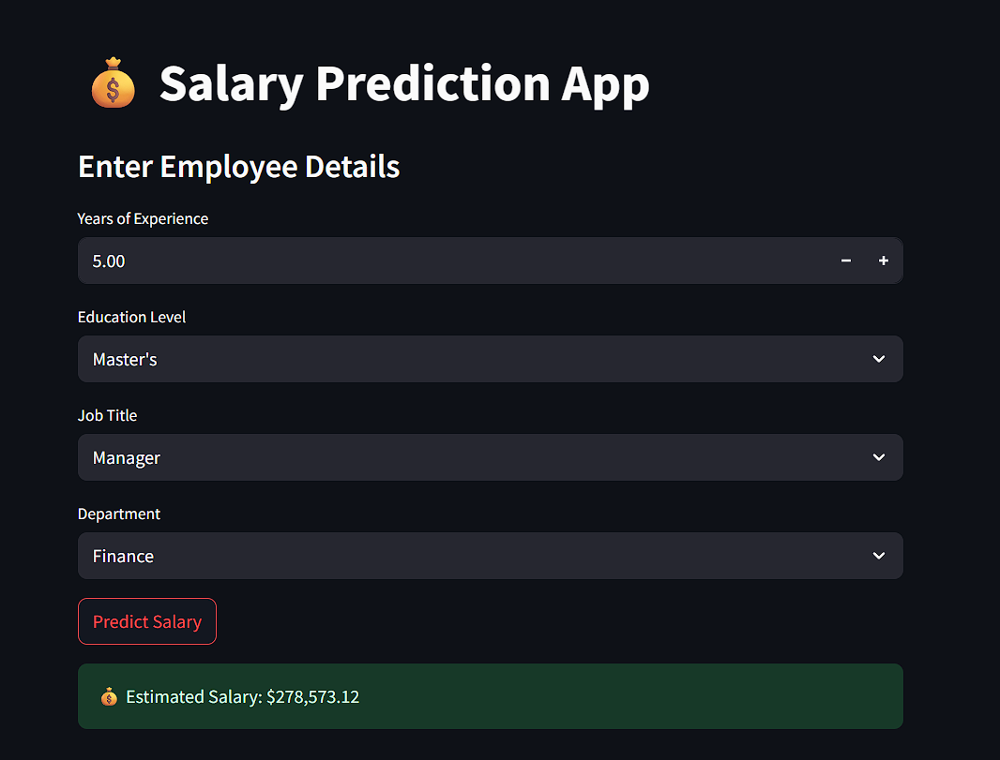 Salary Prediction App
Enter Employee Details
Years of Experience
5.00
Education Level
Master's
Job Title
Manager
Department
Finance
Predict Salary
Estimated Salary: $278,573.12